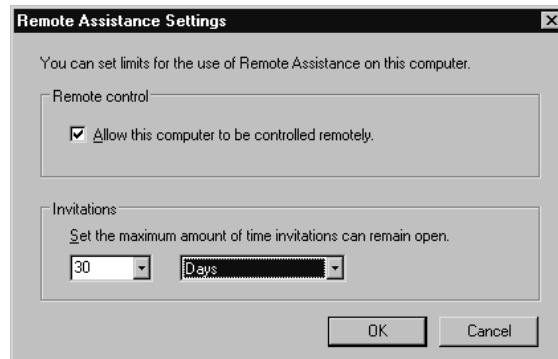 Remote Assistance Settings
You can set limits for the use of Remote Assistance on this computer.
Remote control
Allow this computer to be controlled remotely.
Invitations
Set the maximum amount of time invitations can remain open.
30 Days
OK Cancel